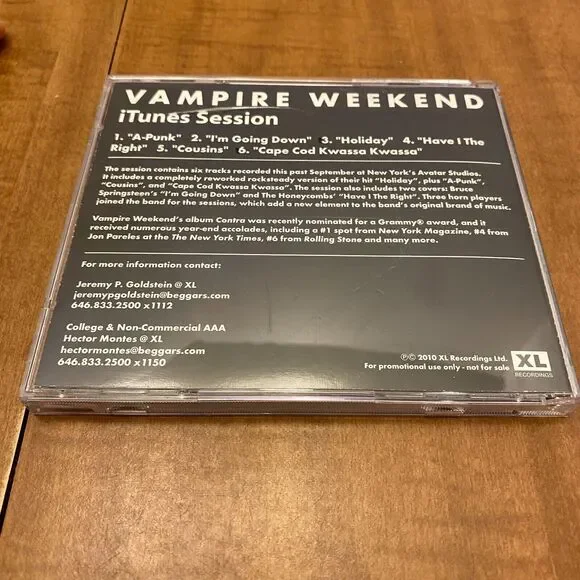 VAMPIRE WEEKEND
iTunes Session
1. "A-Punk" 2. "I'm Going Down" 3. "Holiday" 4. "Have I The
Right" 5. "Cousins" 6. "Cape Cod Kwassa Kwassa"
The session contains six tracks recorded this past September at New York's Avatar Studios.
It includes a completely reworked rocksteady version of their hit "Holiday", plus "A-Punk",
"Cousins", and "Cape Cod Kwassa Kwassa". The session also includes two covers: Bruce
Springsteen's "I'm Going Down" and The Honeycombs' "Have I The Right". Three horn players
joined the band for the sessions, which add a new element to the band's original brand of music.
Vampire Weekend's album Contra was recently nominated for a Grammy® award, and it
received numerous year-end accolades, including a #1 spot from New York Magazine, #4 from
Jon Pareles at the The New York Times, #6 from Rolling Stone and many more.
For more information contact:
Jeremy P. Goldstein @ XL
jeremypgoldstein@beggars.com
646.833.2500 x1112
College & Non-Commercial AAA
Hector Montes @ XL
hectormontes@beggars.com
646.833.2500 x1150
℗© 2010 XL Recordings Ltd.
For promotional use only - not for sale
XL
RECORDINGS